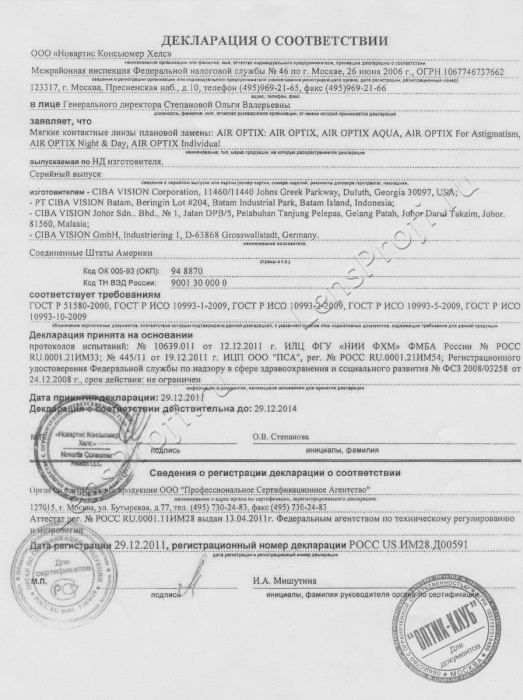 ДЕКЛАРАЦИЯ О СООТВЕТСТВИИ
ООО «Новартис Консьюмер Хелс»
наименование организации или фамилия, имя, отчество индивидуального предпринимателя, принявших декларацию о соответствии
Межрайонная инспекция Федеральной налоговой службы № 46 по г. Москве, 26 июня 2006 г., ОГРН 1067746737662
сведения о регистрации организации или индивидуального предпринимателя (наименование регистрирующего органа, дата регистрации, регистрационный номер)
123317, г. Москва, Пресненская наб., д.10, телефон (495)969-21-65, факс (495)969-21-66
адрес, телефон, факс
в лице Генерального директора Степановой Ольги Валерьевны
должность, фамилия, имя, отчество руководителя организации, от имени которой принимается декларация
заявляет, что
Мягкие контактные линзы плановой замены: AIR OPTIX: AIR OPTIX, AIR OPTIX AQUA, AIR OPTIX For Astigmatism,
AIR OPTIX Night & Day, AIR OPTIX Individual
наименование, тип, марка продукции, на которую распространяется декларация
выпускаемая по НД изготовителя.
Серийный выпуск
сведения о серийном выпуске или партии (номер партии, номера изделий, реквизиты договора (контракта), накладная,
изготовителем - CIBA VISION Corporation, 11460/11440 Johns Greek Parkway, Duluth, Georgia 30097, USA;
- PT CIBA VISION Batam, Beringin Lot #204, Batam Industrial Park, Batam Island, Indonesia;
- CIBA VISION Johor Sdn.. Bhd., № 1, Jalan DPB/5, Pelabuhan Tanjung Pelepas, Gelang Patah, Johor Darul Takzim, Johor.
81560, Malasia;
- CIBA VISION GmbH, Industriering 1, D-63868 Grosswallstadt, Germany.
наименование изготовителя.
Соединенные Штаты Америки
страны и т.п.)
Код ОК 005-93 (ОКП): 94 8870
Код ТН ВЭД России: 9001 30 000 0
соответствует требованиям
ГОСТ Р 51580-2000, ГОСТ Р ИСО 10993-1-2009, ГОСТ Р ИСО 10993-2-2009, ГОСТ Р ИСО 10993-5-2009, ГОСТ Р ИСО
10993-10-2009
обозначение нормативных документов, соответствие которым подтверждено данной декларацией, с указанием пунктов этих нормативных документов, содержащих требования для данной продукции
Декларация принята на основании
протоколов испытаний: № 10639.011 от 12.12.2011 г. ИЛЦ ФГУ «НИИ ФХМ» ФМБА России № РОСС
RU.0001.21ИМ33; № 445/11 от 19.12.2011 г. ИЦП ООО "ПСА", рег. № РОСС RU.0001.21ИМ54; Регистрационного
удостоверения Федеральной службы по надзору в сфере здравоохранения и социального развития № ФСЗ 2008/03258 от
24.12.2008 г., срок действия: не ограничен
информация о документах, являющихся основанием для принятия декларации
Дата принятия декларации: 29.12.2011
Декларация о соответствии действительна до: 29.12.2014
М.П. О.В. Степанова
подпись инициалы, фамилия
«Новартис Консьюмер
Хелс»
Novartis Consumer
Health LLC
Сведения о регистрации декларации о соответствии
Орган по сертификации продукции ООО "Профессиональное Сертификационное Агентство"
наименование и адрес органа по сертификации, зарегистрировавшего декларацию
127015, г. Москва, ул. Бутырская, д.77, тел. (495) 730-24-83, факс (495) 730-24-83
Аттестат рег. № РОСС RU.0001.11ИМ28 выдан 13.04.2011г. Федеральным агентством по техническому регулированию
и метрологии
Дата регистрации 29.12.2011, регистрационный номер декларации РОСС US.ИМ28.Д00591
дата регистрации и регистрационный номер декларации
М.П. И.А. Мишутина
подпись инициалы, фамилия руководителя органа по сертификации
Для
сертификатов
РСТ
"ОПТИК-КЛУБ"
Для
документов
LensProfi.ru
LensProfi.ru